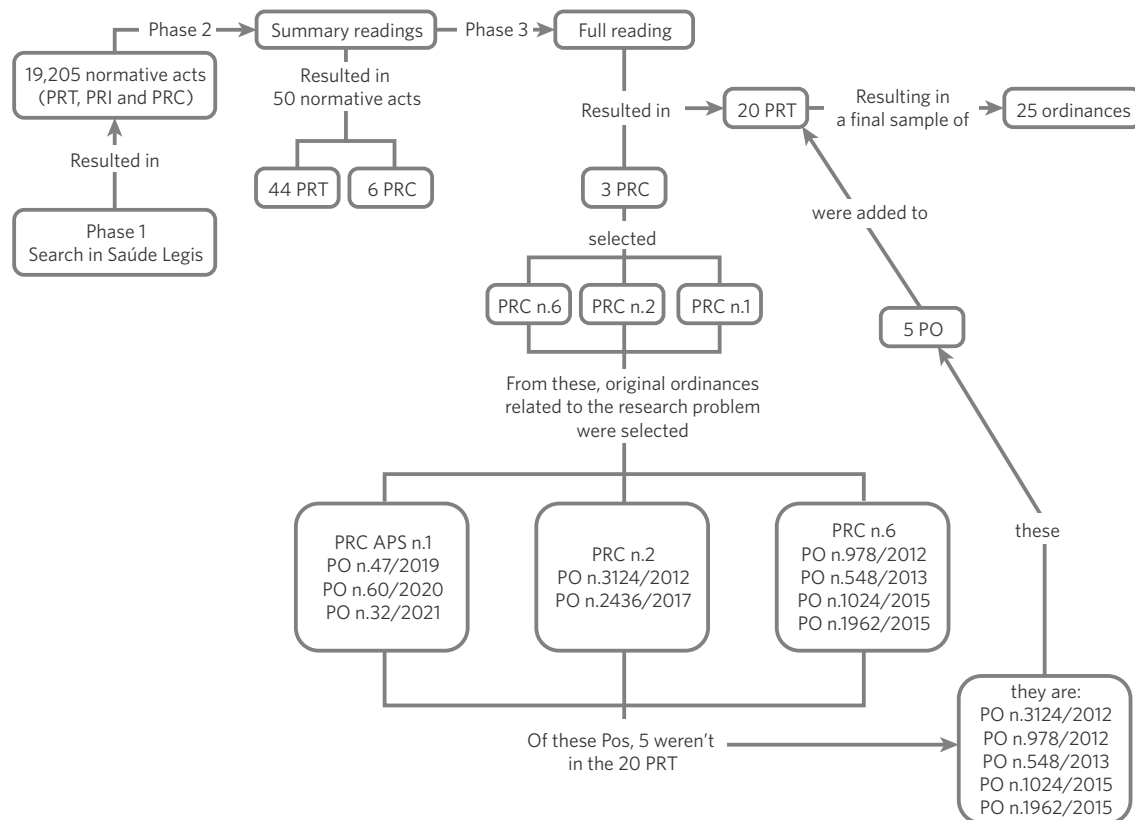 Phase 2
Summary readings
Phase 3
Full reading
19,205 normative acts
(PRT, PRI and PRC)
Resulted in
50 normative acts
Resulted in
20 PRT
Resulting in
a final sample of
25 ordinances
Resulted in
44 PRT
6 PRC
3 PRC
Phase 1
Search in Saúde Legis
were added to
selected
PRC n.6
PRC n.2
PRC n.1
5 PO
From these, original ordinances
related to the research problem
were selected
PRC APS n.1
PO n.47/2019
PO n.60/2020
PO n.32/2021
PRC n.2
PO n.3124/2012
PO n.2436/2017
PRC n.6
PO n.978/2012
PO n.548/2013
PO n.1024/2015
PO n.1962/2015
these
Of these Pos, 5 weren't
in the 20 PRT
they are:
PO n.3124/2012
PO n.978/2012
PO n.548/2013
PO n.1024/2015
PO n.1962/2015